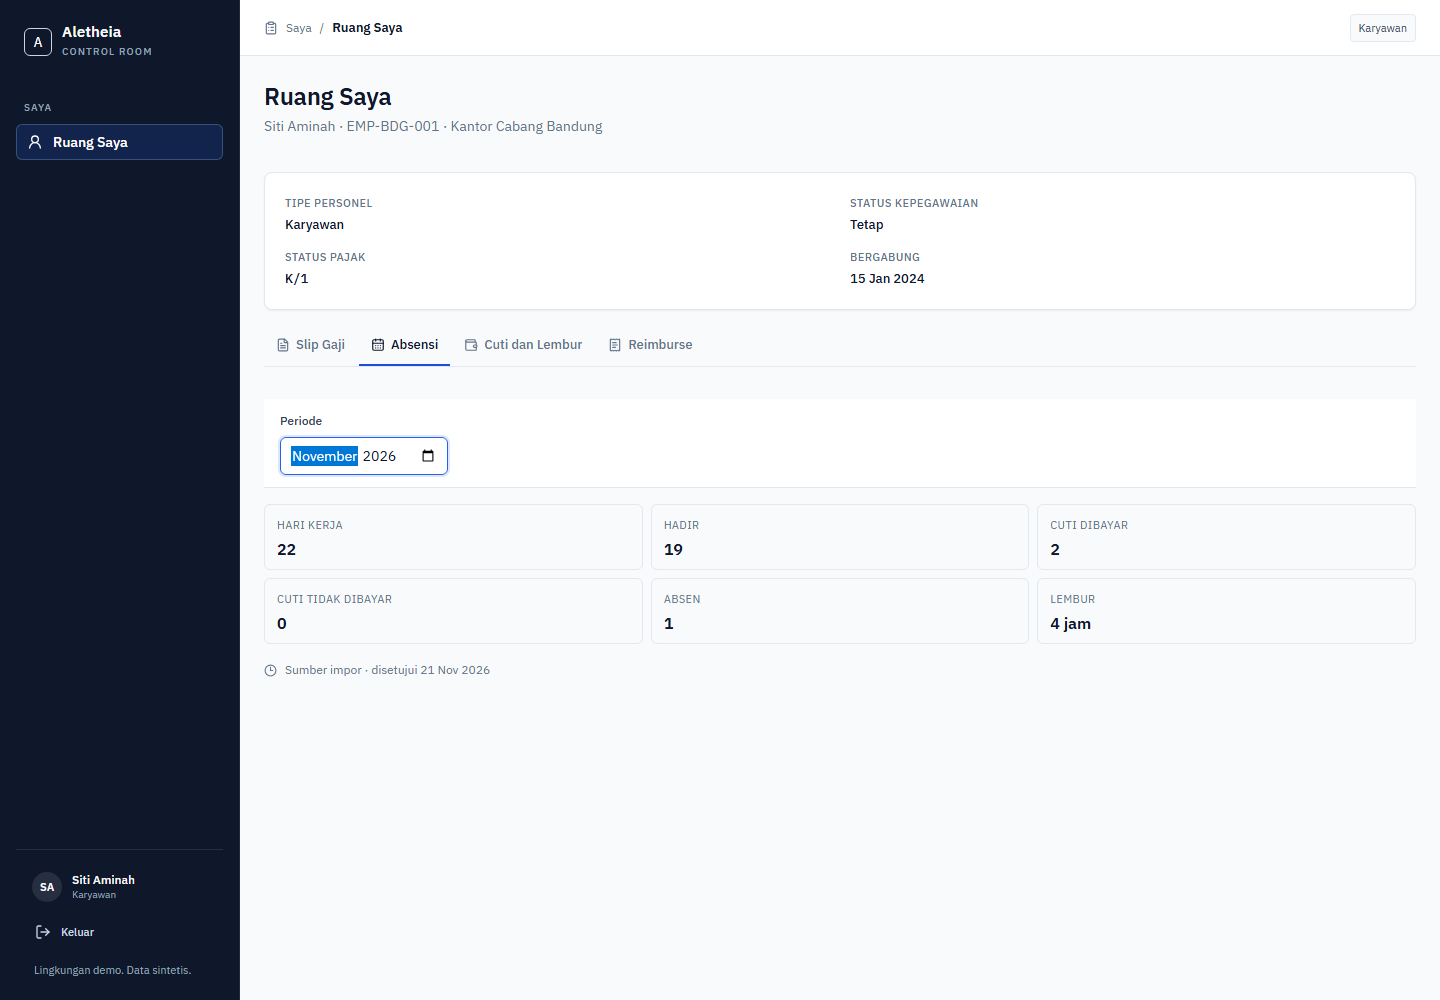 A
Aletheia
CONTROL ROOM
SAYA
Ruang Saya
SA
Siti Aminah
Karyawan
Keluar
Lingkungan demo. Data sintetis.
Saya / Ruang Saya
Karyawan
Ruang Saya
Siti Aminah · EMP-BDG-001 · Kantor Cabang Bandung
TIPE PERSONEL
Karyawan
STATUS KEPEGAWAIAN
Tetap
STATUS PAJAK
K/1
BERGABUNG
15 Jan 2024
Slip Gaji
Absensi
Cuti dan Lembur
Reimburse
Periode
November 2026
HARI KERJA
22
HADIR
19
CUTI DIBAYAR
2
CUTI TIDAK DIBAYAR
0
ABSEN
1
LEMBUR
4 jam
Sumber impor · disetujui 21 Nov 2026